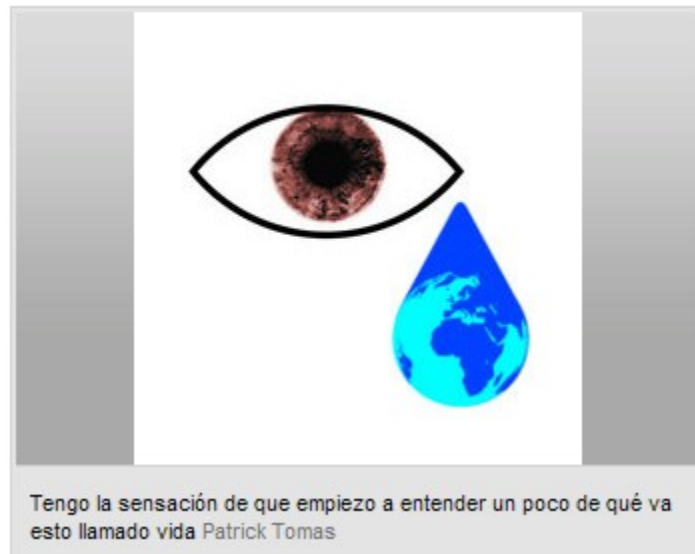 Tengo la sensación de que empiezo a entender un poco de qué va
esto llamado vida Patrick Tomas